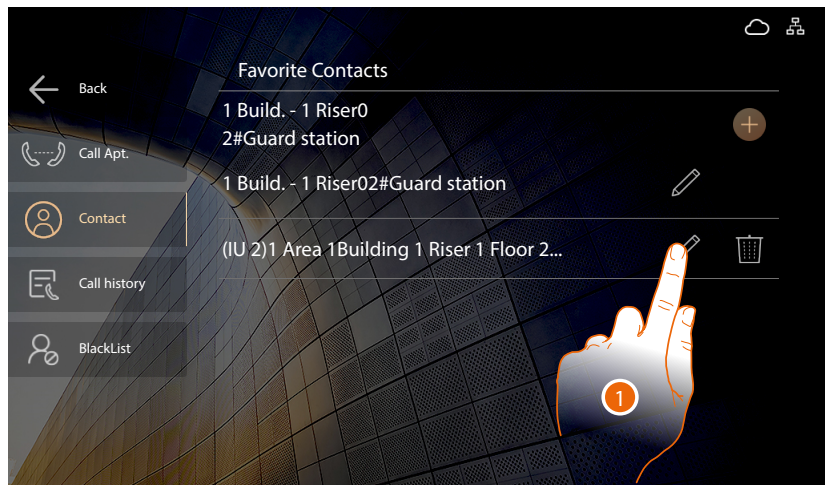 Favorite Contacts
Back
1 Build. - 1 Riser0
2#Guard station
Call Apt.
1 Build. - 1 Riser02#Guard station
Contact
(IU 2)1 Area 1Building 1 Riser 1 Floor 2...
Call history
BlackList
1